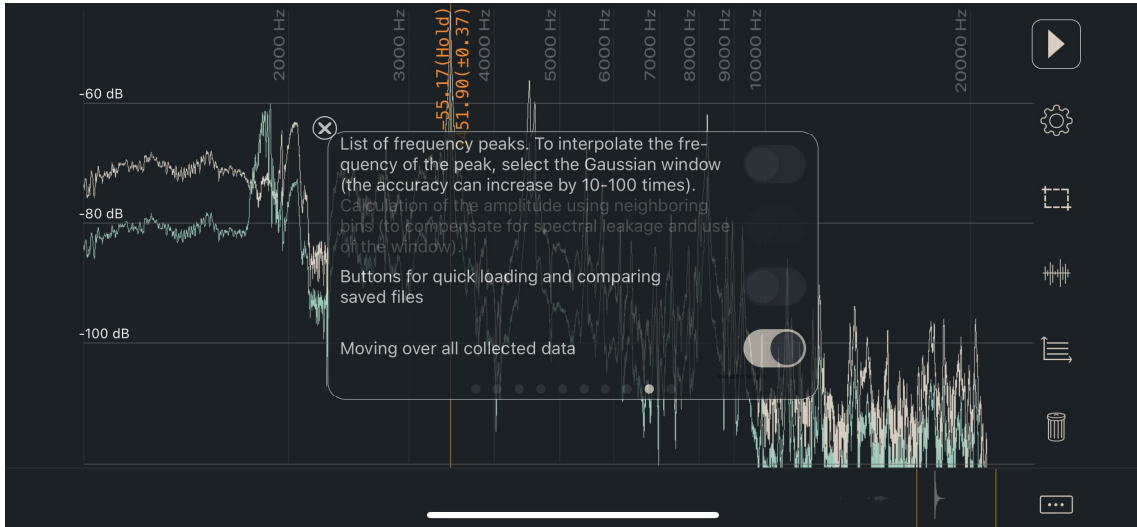 2000 Hz
3000 Hz
4000 Hz
5000 Hz
6000 Hz
7000 Hz
8000 Hz
9000 Hz
10000 Hz
20000 Hz
-55.17(Hold)
51.90(±0.37)
-60 dB
-80 dB
-100 dB
List of frequency peaks. To interpolate the fre-
quency of the peak, select the Gaussian window
(the accuracy can increase by 10-100 times).
Calculation of the amplitude using neighboring
bins (to compensate for spectral leakage and use
of the window).
Buttons for quick loading and comparing
saved files
Moving over all collected data